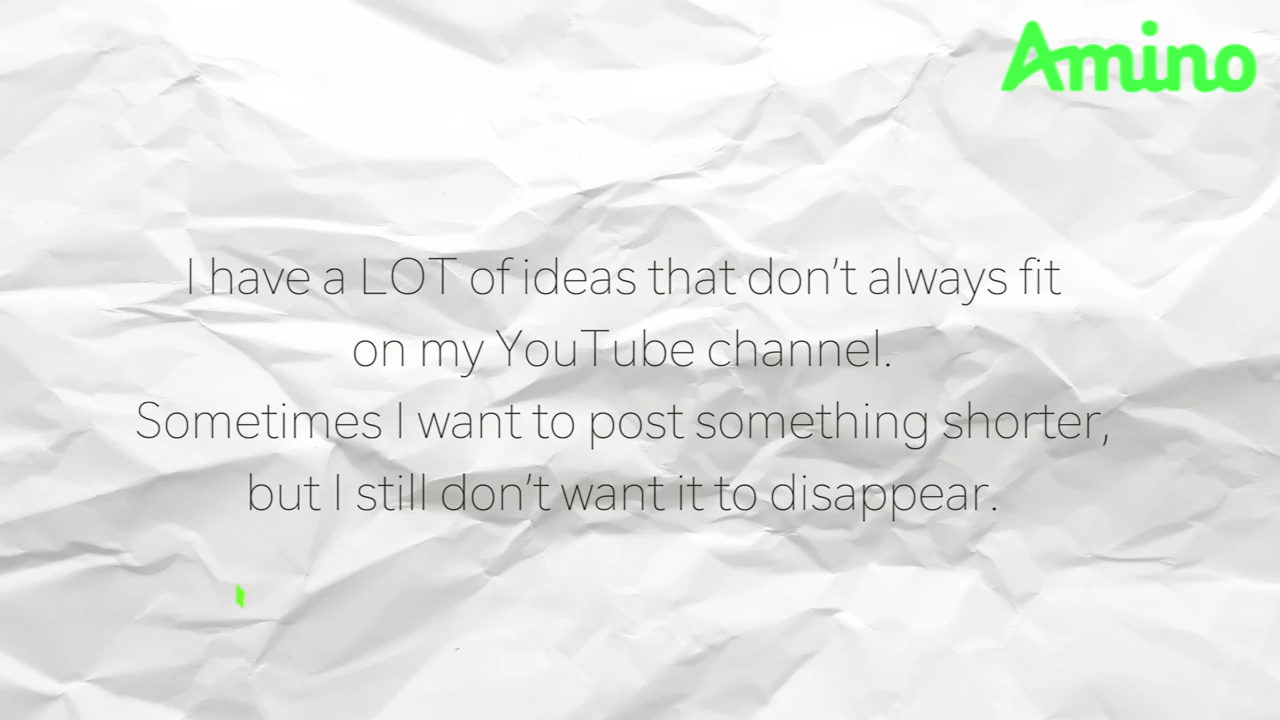 Amino
I have a LOT of ideas that don't always fit
on my YouTube channel.
Sometimes I want to post something shorter,
but I still don't want it to disappear.